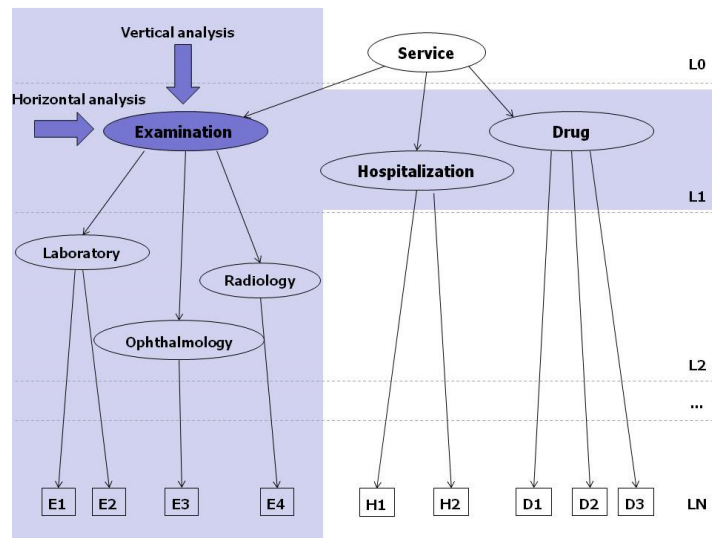 Vertical analysis
Service
L0
Horizontal analysis
Examination
Drug
Hospitalization
L1
Laboratory
Radiology
Ophthalmology
L2
...
E1 E2 E3 E4 H1 H2 D1 D2 D3 LN